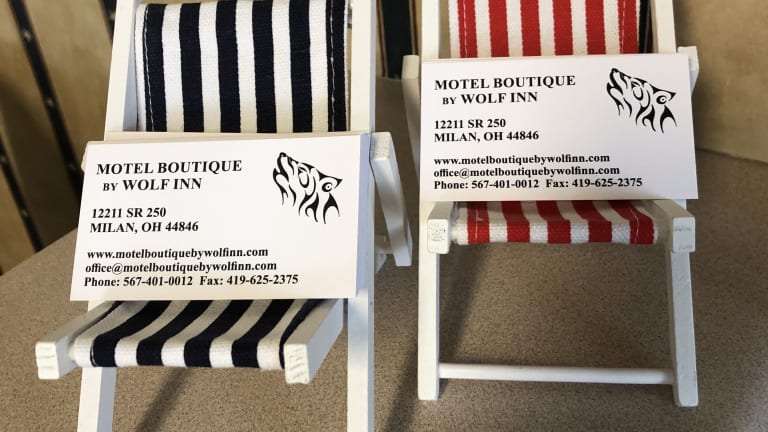 MOTEL BOUTIQUE
BY WOLF INN
12211 SR 250
MILAN, OH 44846
www.motelboutiquebywolfinn.com
office@motelboutiquebywolfinn.com
Phone: 567-401-0012 Fax: 419-625-2375
MOTEL BOUTIQUE
BY WOLF INN
12211 SR 250
MILAN, OH 44846
www.motelboutiquebywolfinn.com
office@motelboutiquebywolfinn.com
Phone: 567-401-0012 Fax: 419-625-2375